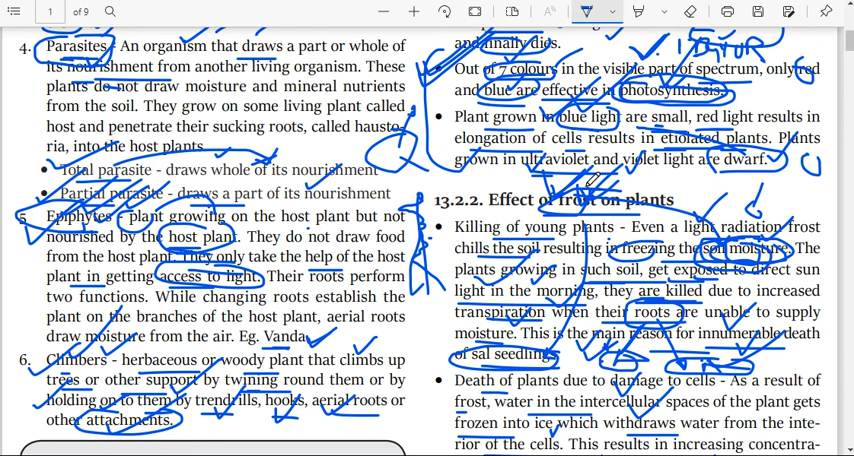 1 of 9
4. Parasites - An organism that draws a part or whole of
its nourishment from another living organism. These
plants do not draw moisture and mineral nutrients
from the soil. They grow on some living plant called
host and penetrate their sucking roots, called hausto-
ria, into the host plants.
• Total parasite - draws whole of its nourishment
• Partial parasite - draws a part of its nourishment
5. Epiphytes - plant growing on the host plant but not
nourished by the host plant. They do not draw food
from the host plant. They only take the help of the host
plant in getting access to light. Their roots perform
two functions. While changing roots establish the
plant on the branches of the host plant, aerial roots
draw moisture from the air. Eg. Vanda
6. Climbers - herbaceous or woody plant that climbs up
trees or other support by twining round them or by
holding on to them by trendrills, hooks, aerial roots or
other attachments.
and finally dies.
• Out of 7 colours in the visible part of spectrum, only red
and blue are effective in photosynthesis.
• Plant grown in blue light are small, red light results in
elongation of cells results in etiolated plants. Plants
grown in ultraviolet and violet light are dwarf.
13.2.2. Effect of frost on plants
• Killing of young plants - Even a light radiation frost
chills the soil resulting in freezing the soil moisture. The
plants growing in such soil, get exposed to direct sun
light in the morning, they are killed due to increased
transpiration when their roots are unable to supply
moisture. This is the main reason for innumerable death
of sal seedlings.
• Death of plants due to damage to cells - As a result of
frost, water in the intercellular spaces of the plant gets
frozen into ice which withdraws water from the inte-
rior of the cells. This results in increasing concentra-